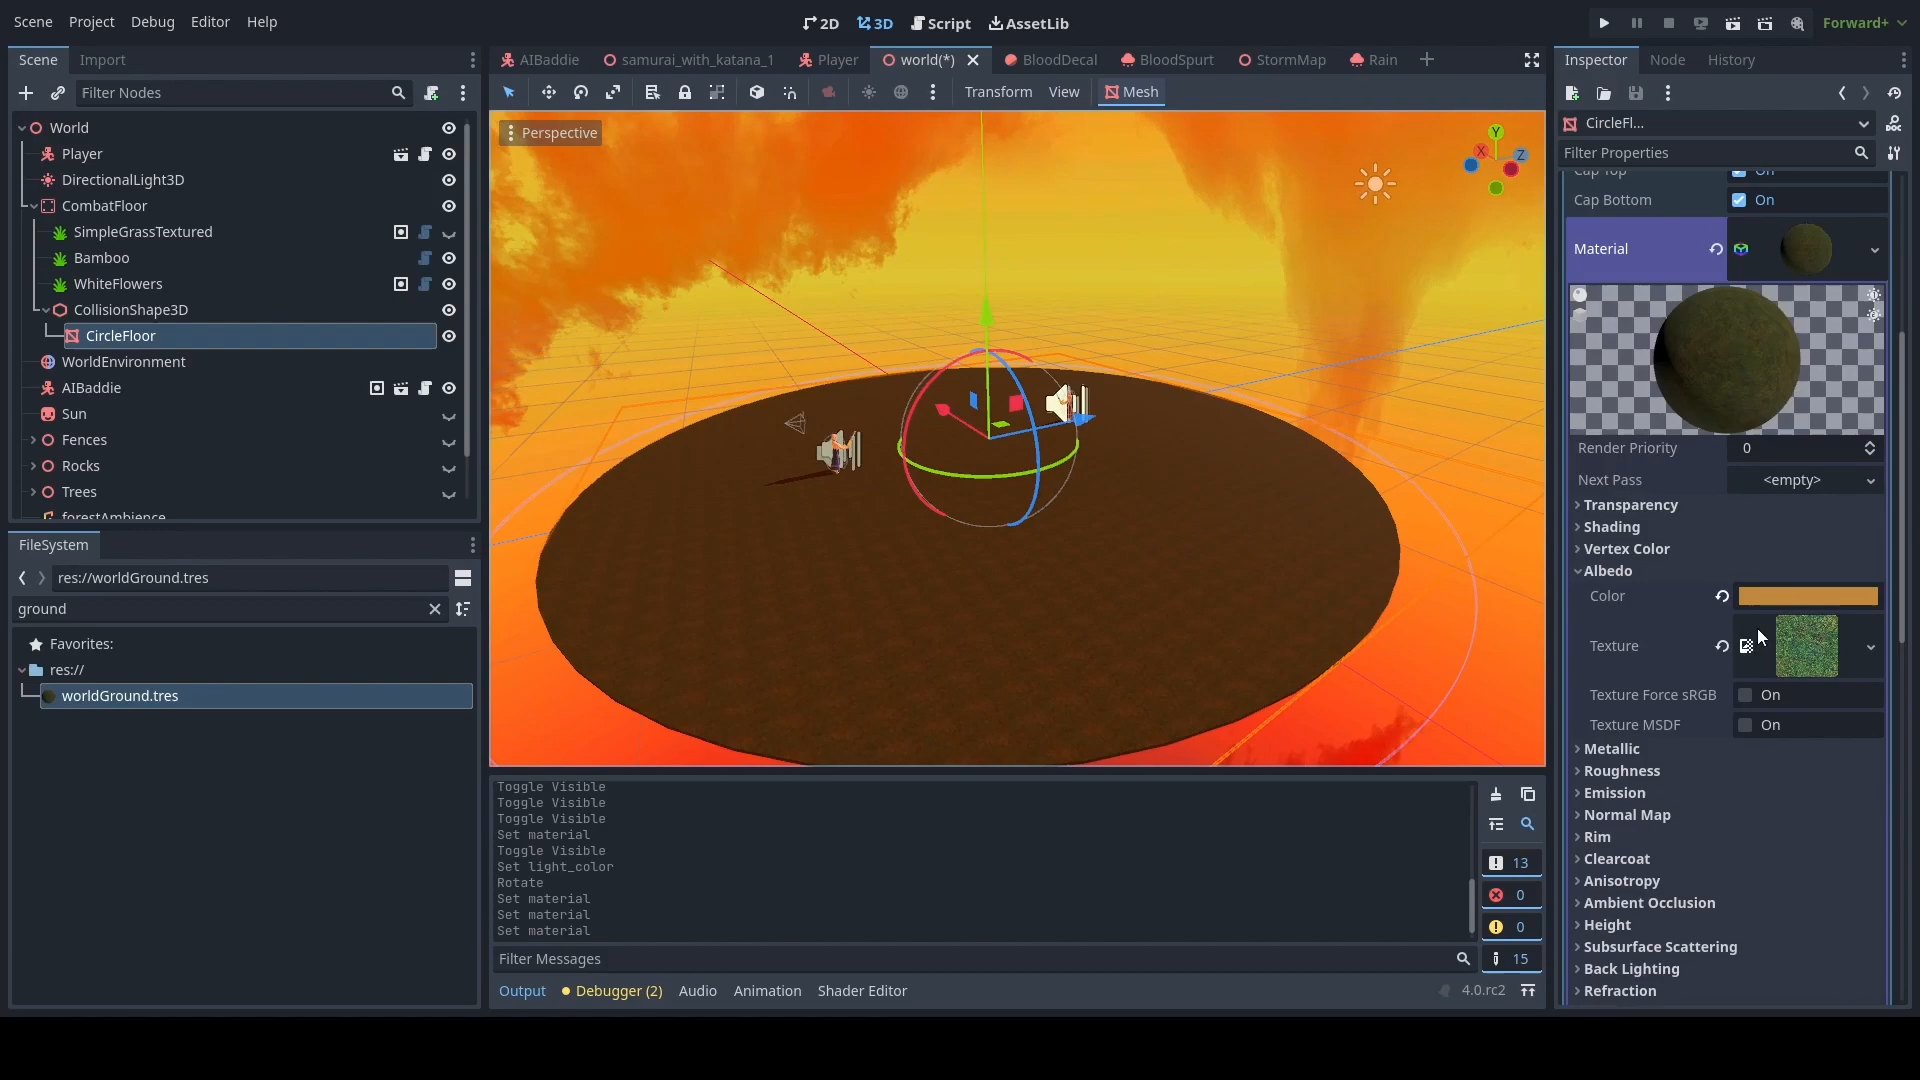 Scene Project Debug Editor Help
2D 3D Script AssetLib
Forward+
Scene Import
Filter Nodes
World
Player
DirectionalLight3D
CombatFloor
SimpleGrassTextured
Bamboo
WhiteFlowers
CollisionShape3D
CircleFloor
WorldEnvironment
AIBaddie
Sun
Fences
Rocks
Trees
forestAmbience
FileSystem
res://worldGround.tres
ground
Favorites:
res://
worldGround.tres
AIBaddie samurai_with_katana_1 Player world(*) BloodDecal BloodSpurt StormMap Rain
Transform View Mesh
Perspective
Y
X
Z
Toggle Visible
Toggle Visible
Toggle Visible
Set material
Toggle Visible
Set light_color
Rotate
Set material
Set material
Set material
Filter Messages
13
0
0
15
Output Debugger (2) Audio Animation Shader Editor
4.0.rc2
Inspector Node History
CircleFl...
Filter Properties
Cap Top On
Cap Bottom On
Material
Render Priority 0
Next Pass <empty>
Transparency
Shading
Vertex Color
Albedo
Color
Texture
Texture Force sRGB On
Texture MSDF On
Metallic
Roughness
Emission
Normal Map
Rim
Clearcoat
Anisotropy
Ambient Occlusion
Height
Subsurface Scattering
Back Lighting
Refraction